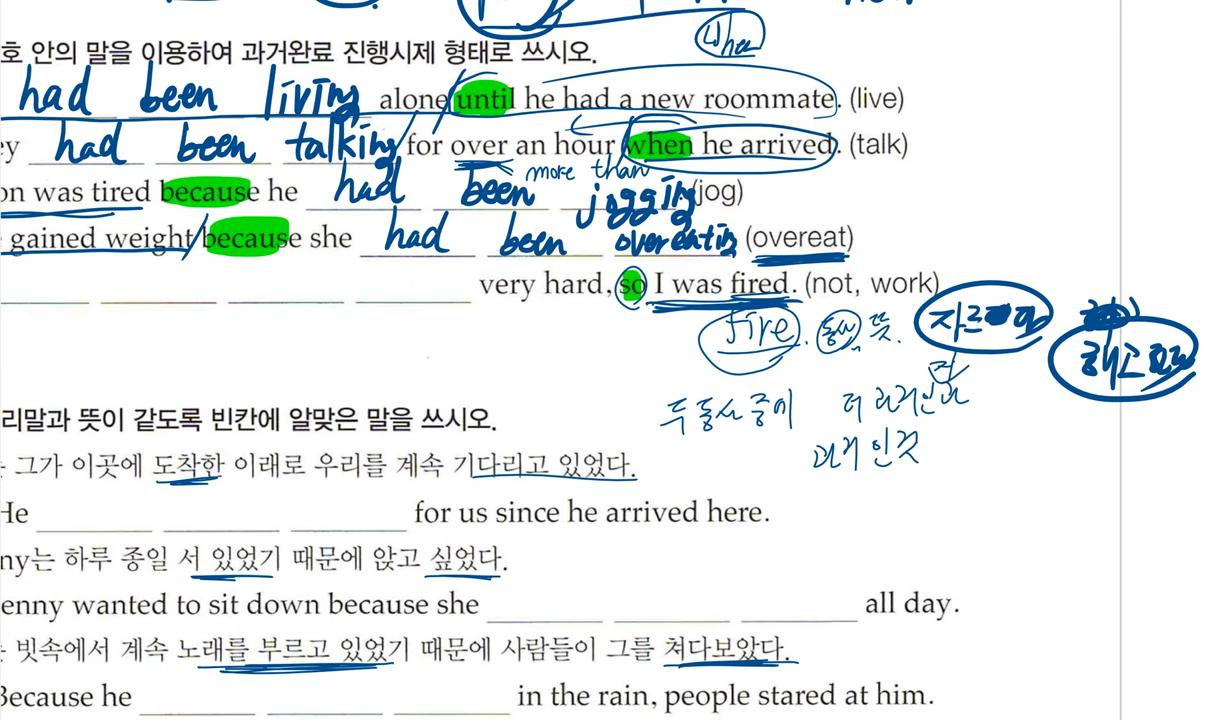 호 안의 말을 이용하여 과거완료 진행시제 형태로 쓰시오.
when
had been living alone until he had a new roommate. (live)
ey had been talking for over an hour when he arrived. (talk)
more than
on was tired because he had been jogging (jog)
gained weight because she had been overeating (overeat)
very hard, so I was fired. (not, work)
fire. 동사 뜻.
두 동사 중에
과거인것
리말과 뜻이 같도록 빈칸에 알맞은 말을 쓰시오.
그가 이곳에 도착한 이래로 우리를 계속 기다리고 있었다.
He for us since he arrived here.
ny는 하루 종일 서 있었기 때문에 앉고 싶었다.
enny wanted to sit down because she all day.
빗속에서 계속 노래를 부르고 있었기 때문에 사람들이 그를 쳐다보았다.
Because he in the rain, people stared at him.